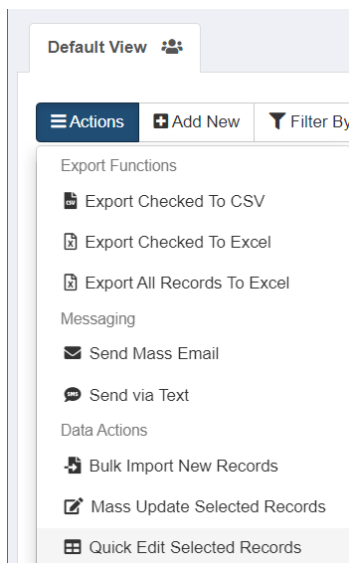 Default View
Actions Add New Filter By
Export Functions
Export Checked To CSV
Export Checked To Excel
Export All Records To Excel
Messaging
Send Mass Email
Send via Text
Data Actions
Bulk Import New Records
Mass Update Selected Records
Quick Edit Selected Records